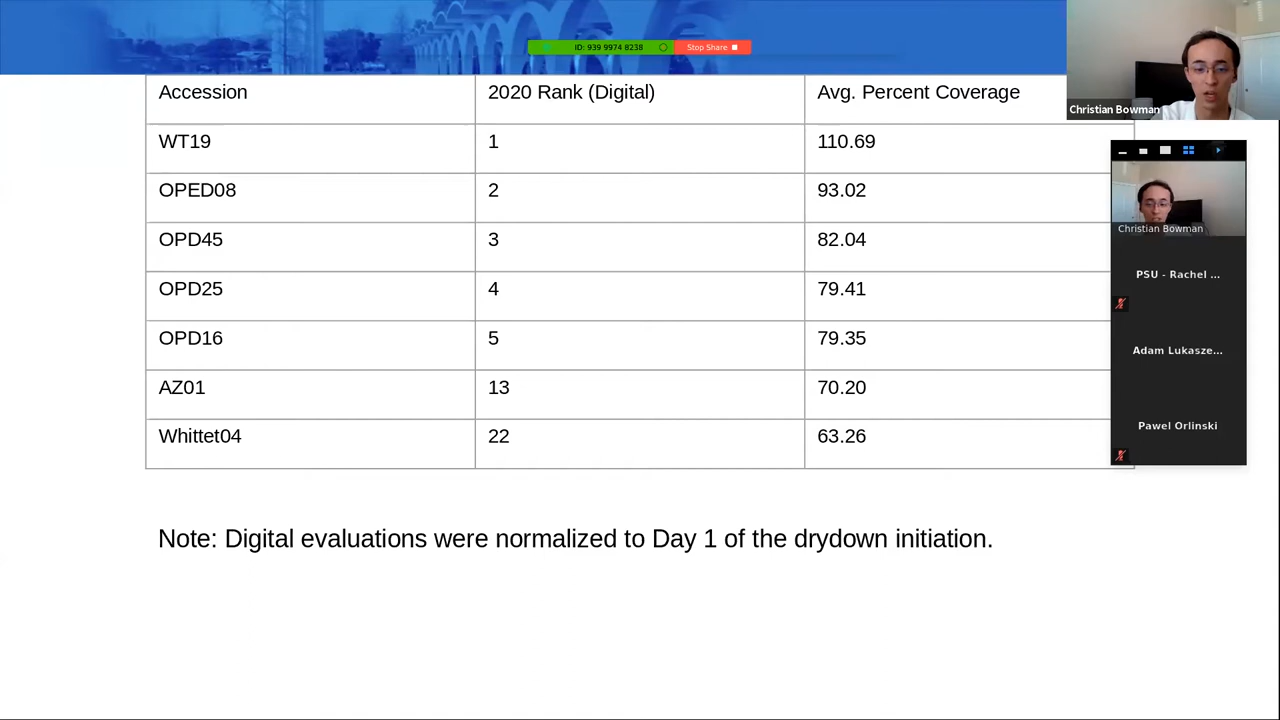 ID: 939 9974 8238 Stop Share
Accession 2020 Rank (Digital) Avg. Percent Coverage
Christian Bowman
WT19 1 110.69
OPED08 2 93.02
OPD45 3 82.04
OPD25 4 79.41
OPD16 5 79.35
AZ01 13 70.20
Whittet04 22 63.26
Christian Bowman
PSU - Rachel ...
Adam Lukasze...
Pawel Orlinski
Note: Digital evaluations were normalized to Day 1 of the drydown initiation.